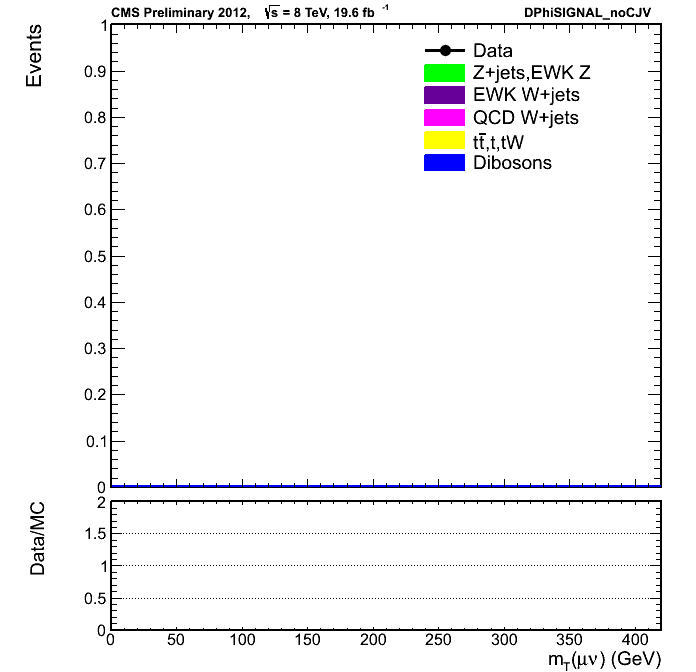 CMS Preliminary 2012, √s = 8 TeV, 19.6 fb⁻¹ DPhiSIGNAL_noCJV
Events
1
0.9
0.8
0.7
0.6
0.5
0.4
0.3
0.2
0.1
0
Data
Z+jets,EWK Z
EWK W+jets
QCD W+jets
tt̅,t,tW
Dibosons
Data/MC
2
1.5
1
0.5
0
0 50 100 150 200 250 300 350 400
m_T(μν) (GeV)